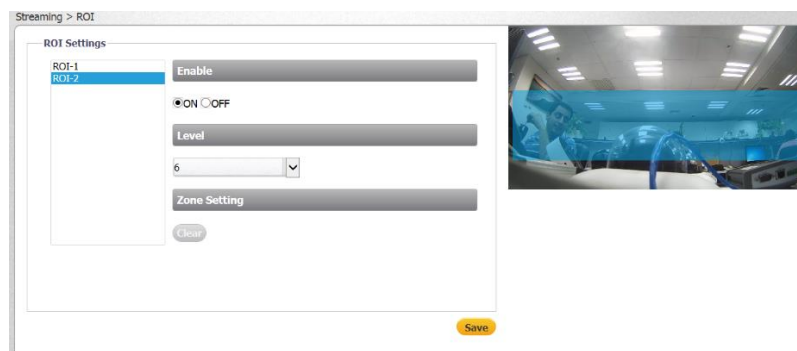 Streaming > ROI
ROI Settings
ROI-1
ROI-2
Enable
ON OFF
Level
6
Zone Setting
Clear
Save